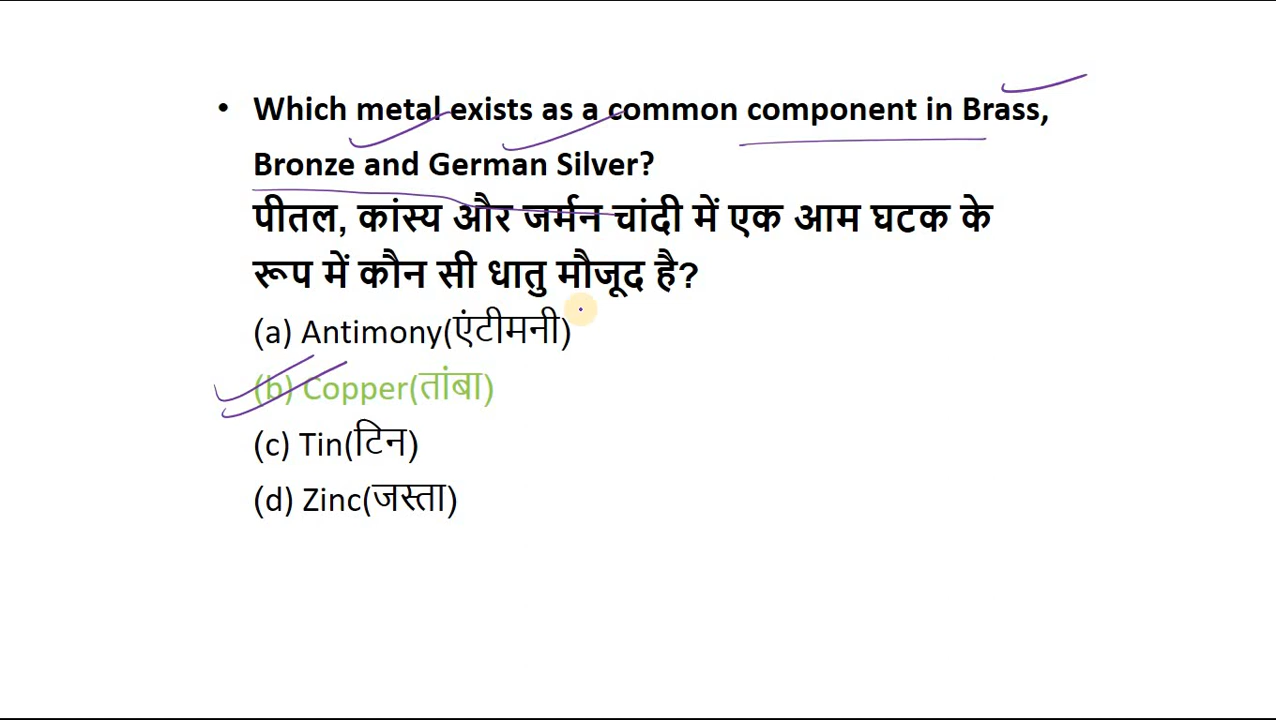 • Which metal exists as a common component in Brass,
Bronze and German Silver?
पीतल, कांस्य और जर्मन चांदी में एक आम घटक के
रूप में कौन सी धातु मौजूद है?
(a) Antimony(एंटीमनी)
(b) Copper(तांबा)
(c) Tin(टिन)
(d) Zinc(जस्ता)